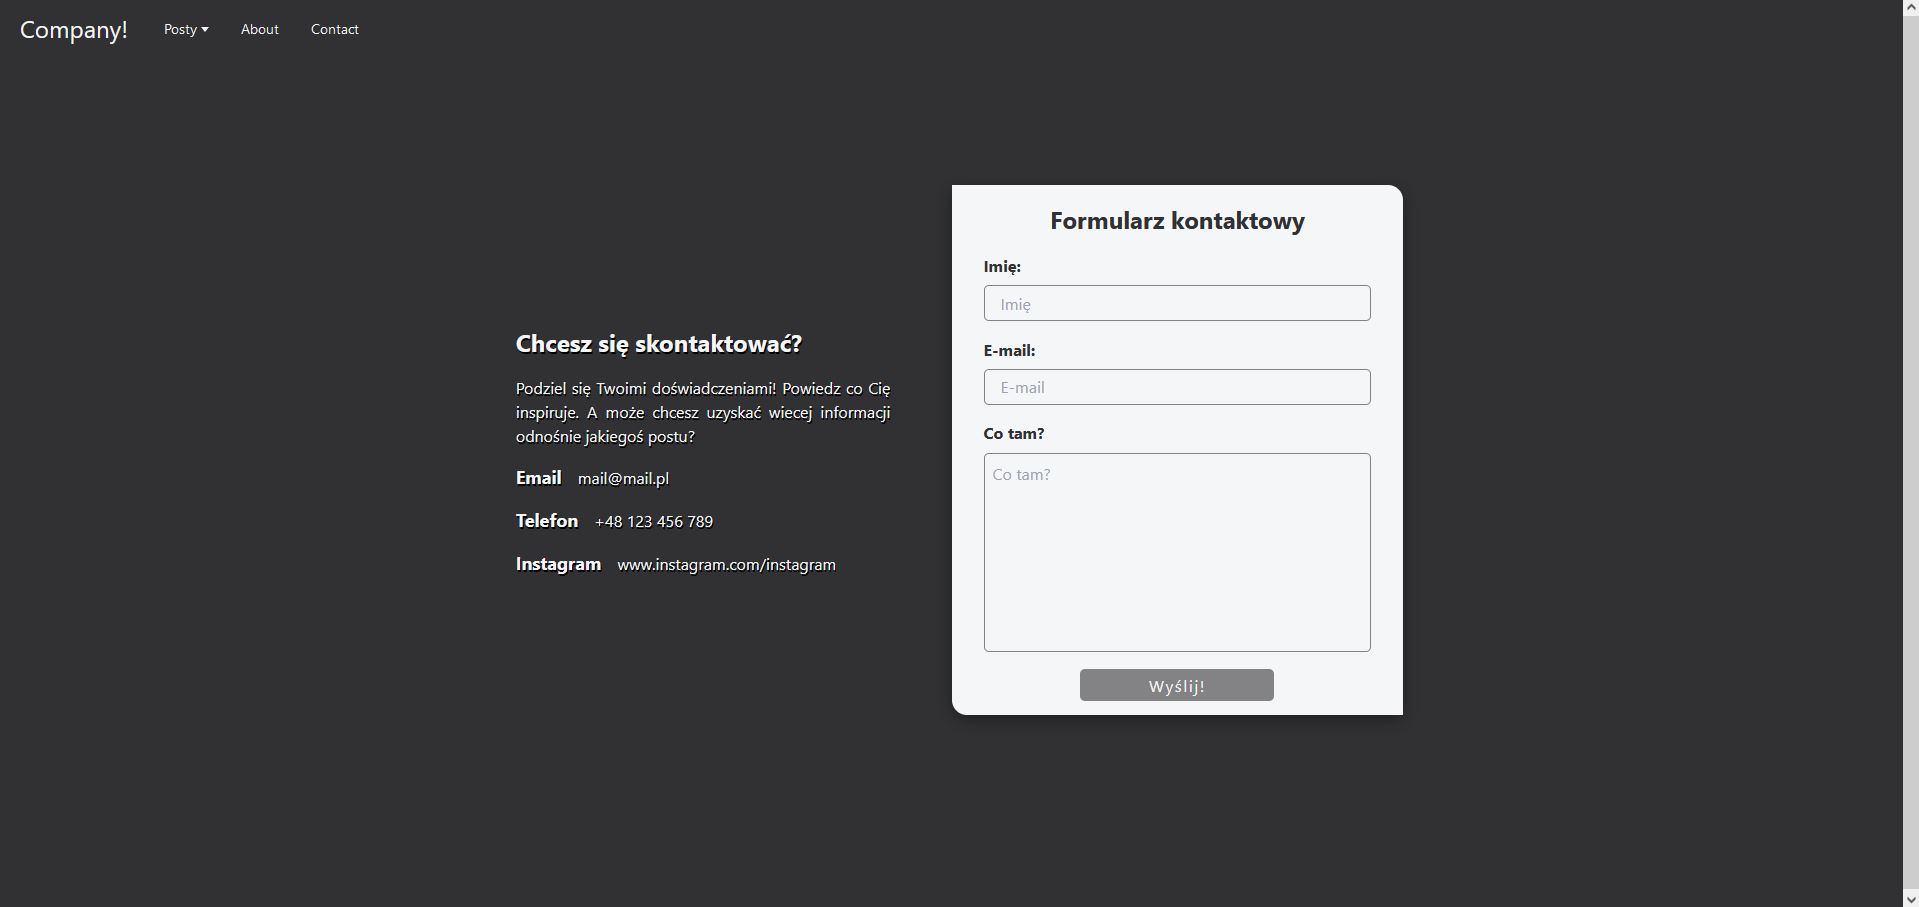 Company! Posty About Contact
Chcesz się skontaktować?
Podziel się Twoimi doświadczeniami! Powiedz co Cię
inspiruje. A może chcesz uzyskać wiecej informacji
odnośnie jakiegoś postu?
Email mail@mail.pl
Telefon +48 123 456 789
Instagram www.instagram.com/instagram
Formularz kontaktowy
Imię:
Imię
E-mail:
E-mail
Co tam?
Co tam?
Wyślij!